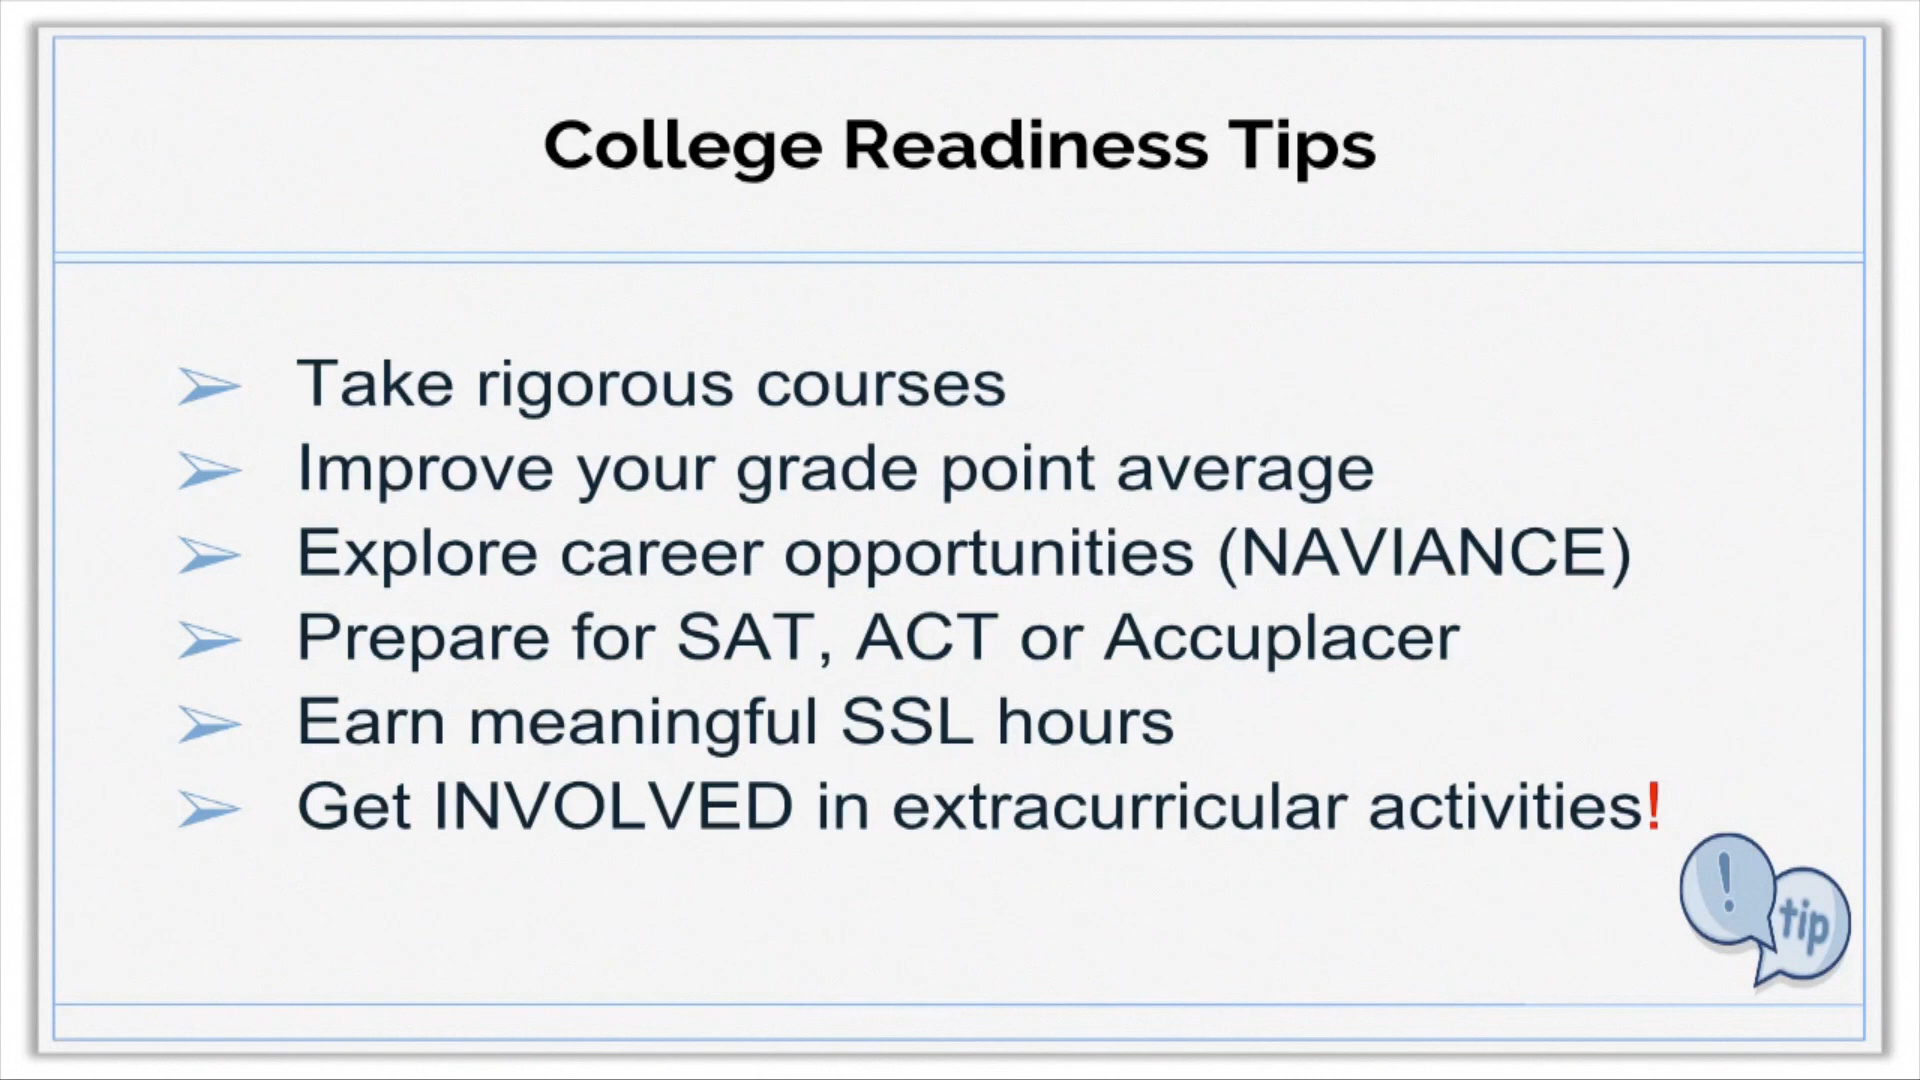 College Readiness Tips
➢ Take rigorous courses
➢ Improve your grade point average
➢ Explore career opportunities (NAVIANCE)
➢ Prepare for SAT, ACT or Accuplacer
➢ Earn meaningful SSL hours
➢ Get INVOLVED in extracurricular activities!
!
tip